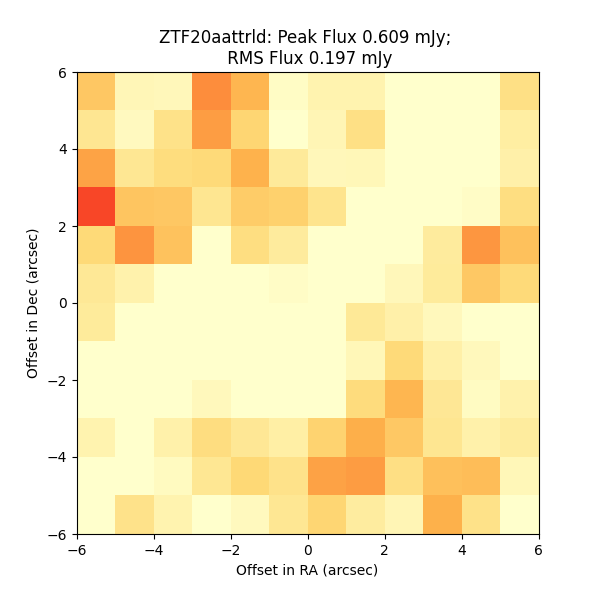 ZTF20aattrld: Peak Flux 0.609 mJy;
RMS Flux 0.197 mJy
6
4
2
0
−2
−4
−6
Offset in Dec (arcsec)
−6 −4 −2 0 2 4 6
Offset in RA (arcsec)